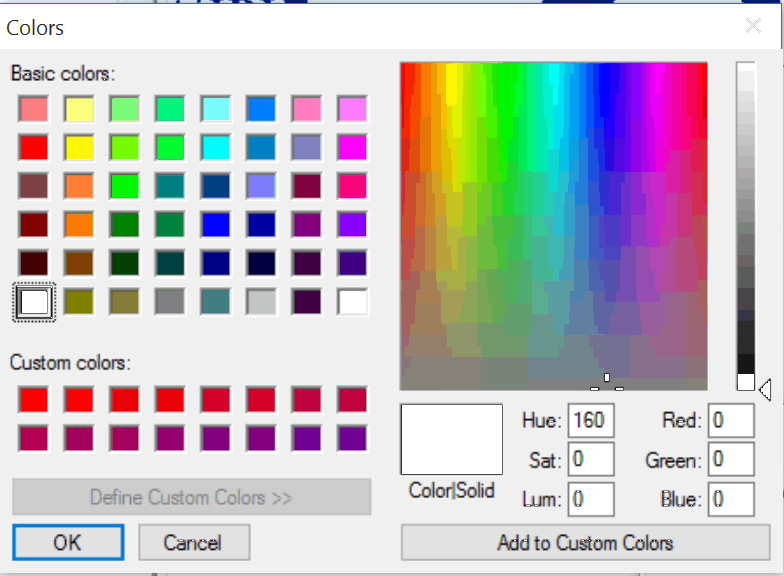 Colors
Basic colors:
Custom colors:
Define Custom Colors >>
OK
Cancel
Color|Solid
Hue: 160
Sat: 0
Lum: 0
Red: 0
Green: 0
Blue: 0
Add to Custom Colors